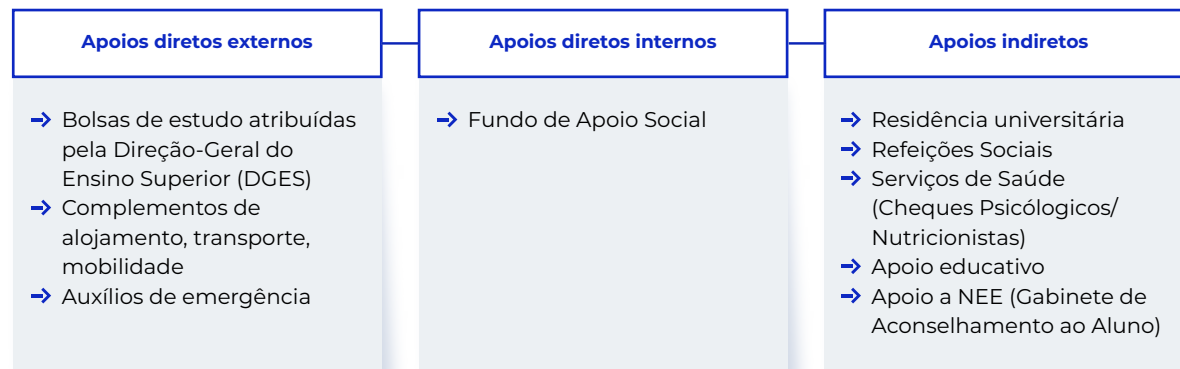 Apoios diretos externos
Bolsas de estudo atribuídas
pela Direção-Geral do
Ensino Superior (DGES)
Complementos de
alojamento, transporte,
mobilidade
Auxílios de emergência
Apoios diretos internos
Fundo de Apoio Social
Apoios indiretos
Residência universitária
Refeições Sociais
Serviços de Saúde
(Cheques Psicólogicos/
Nutricionistas)
Apoio educativo
Apoio a NEE (Gabinete de
Aconselhamento ao Aluno)